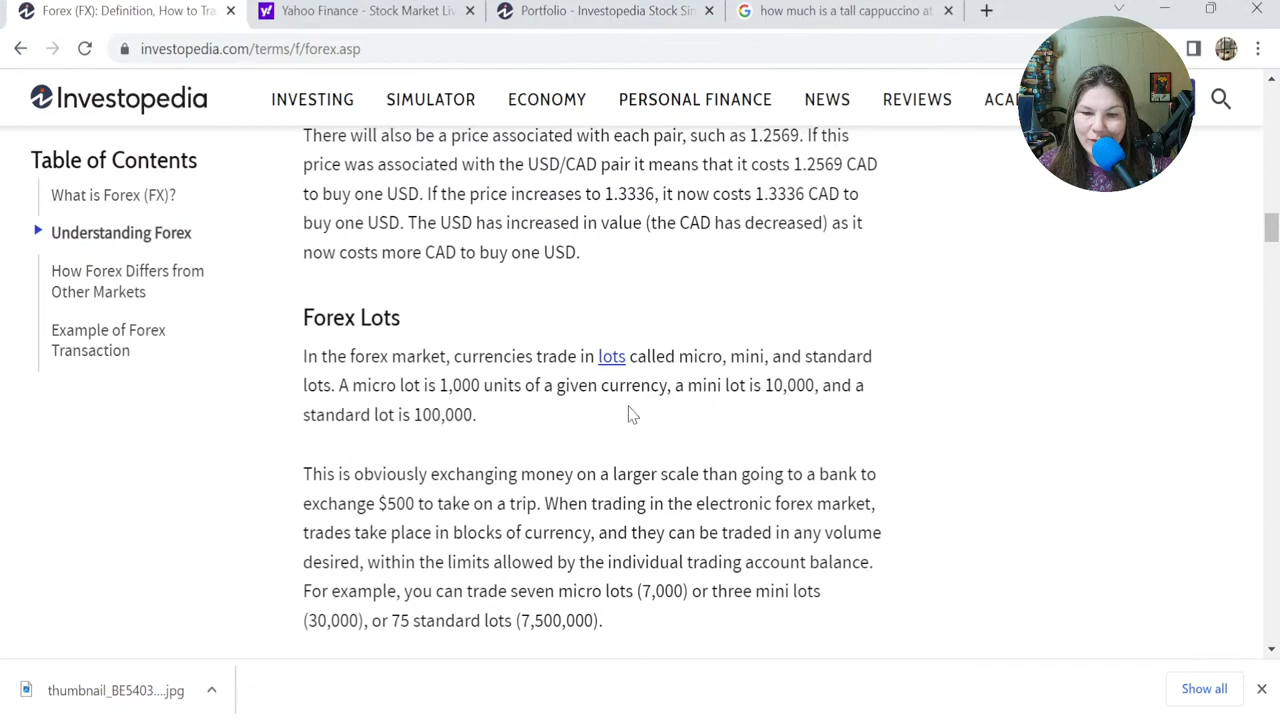 Forex (FX): Definition, How to Tra
Yahoo Finance - Stock Market Liv
Portfolio - Investopedia Stock Sim
how much is a tall cappuccino at
investopedia.com/terms/f/forex.asp
Investopedia
INVESTING
SIMULATOR
ECONOMY
PERSONAL FINANCE
NEWS
REVIEWS
ACA
Table of Contents
What is Forex (FX)?
Understanding Forex
How Forex Differs from
Other Markets
Example of Forex
Transaction
There will also be a price associated with each pair, such as 1.2569. If this
price was associated with the USD/CAD pair it means that it costs 1.2569 CAD
to buy one USD. If the price increases to 1.3336, it now costs 1.3336 CAD to
buy one USD. The USD has increased in value (the CAD has decreased) as it
now costs more CAD to buy one USD.
Forex Lots
In the forex market, currencies trade in lots called micro, mini, and standard
lots. A micro lot is 1,000 units of a given currency, a mini lot is 10,000, and a
standard lot is 100,000.
This is obviously exchanging money on a larger scale than going to a bank to
exchange $500 to take on a trip. When trading in the electronic forex market,
trades take place in blocks of currency, and they can be traded in any volume
desired, within the limits allowed by the individual trading account balance.
For example, you can trade seven micro lots (7,000) or three mini lots
(30,000), or 75 standard lots (7,500,000).
thumbnail_BE5403....jpg
Show all